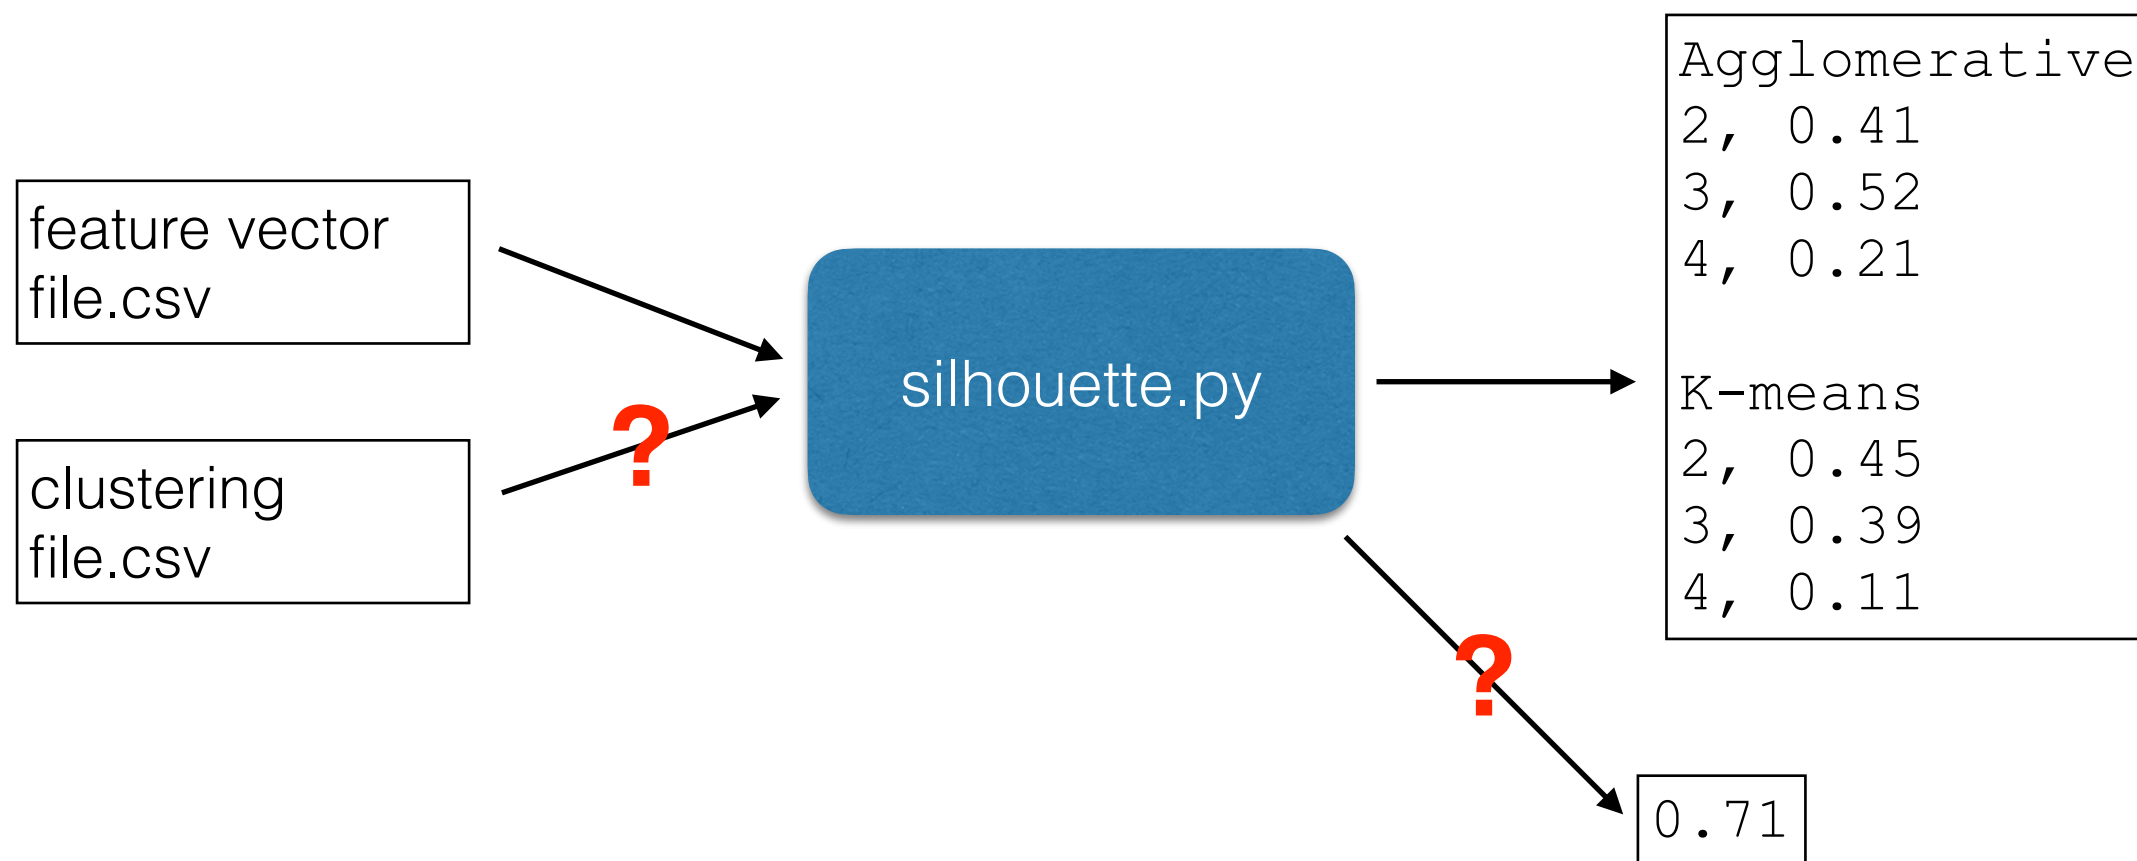 feature vector
file.csv
clustering
file.csv
?
silhouette.py
Agglomerative
2, 0.41
3, 0.52
4, 0.21
K-means
2, 0.45
3, 0.39
4, 0.11
?
0.71